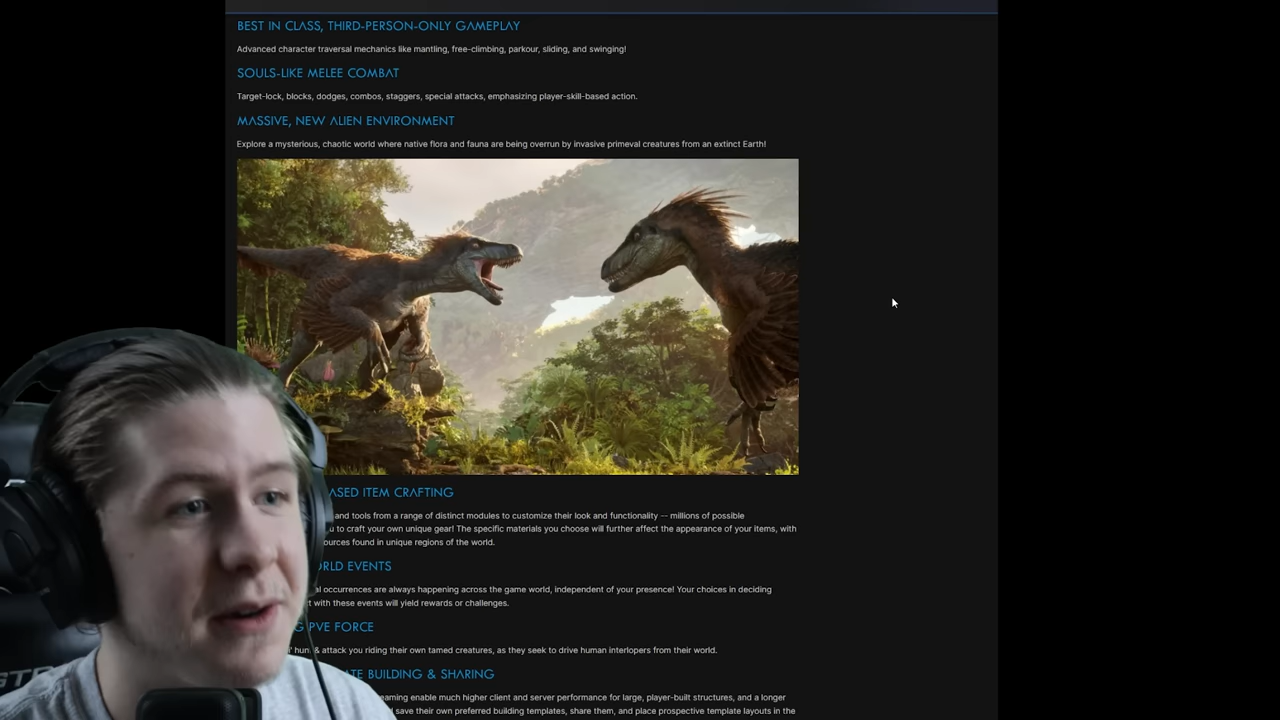 BEST IN CLASS, THIRD-PERSON-ONLY GAMEPLAY
Advanced character traversal mechanics like mantling, free-climbing, parkour, sliding, and swinging!
SOULS-LIKE MELEE COMBAT
Target-lock, blocks, dodges, combos, staggers, special attacks, emphasizing player-skill-based action.
MASSIVE, NEW ALIEN ENVIRONMENT
Explore a mysterious, chaotic world where native flora and fauna are being overrun by invasive primeval creatures from an extinct Earth!
ASED ITEM CRAFTING
and tools from a range of distinct modules to customize their look and functionality -- millions of possible
u to craft your own unique gear! The specific materials you choose will further affect the appearance of your items, with
ources found in unique regions of the world.
ORLD EVENTS
al occurrences are always happening across the game world, independent of your presence! Your choices in deciding
t with these events will yield rewards or challenges.
G PVE FORCE
& attack you riding their own tamed creatures, as they seek to drive human interlopers from their world.
ATE BUILDING & SHARING
eaming enable much higher client and server performance for large, player-built structures, and a longer
save their own preferred building templates, share them, and place prospective template layouts in the